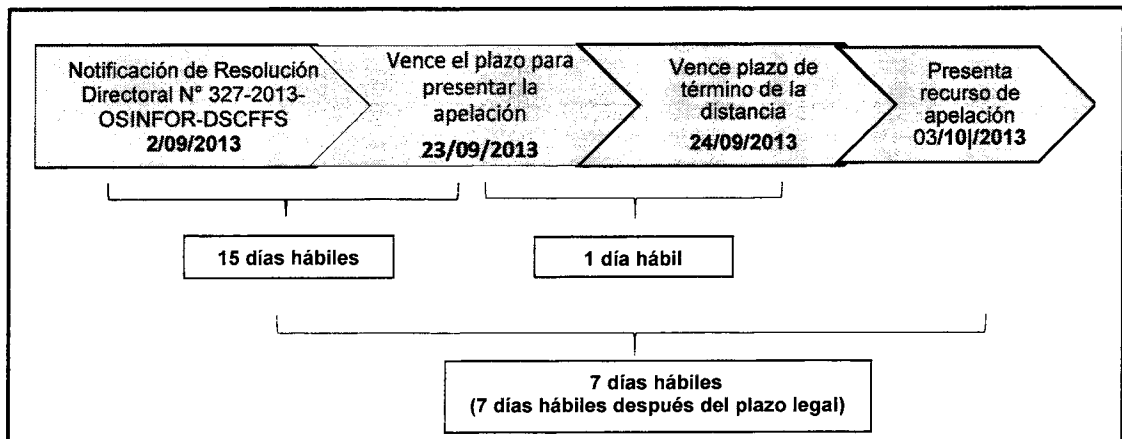 Notificación de Resolución
Directoral N° 327-2013-
OSINFOR-DSCFFS
2/09/2013
Vence el plazo para
presentar la
apelación
23/09/2013
Vence plazo de
término de la
distancia
24/09/2013
Presenta
recurso de
apelación
03/10|/2013
15 días hábiles
1 día hábil
7 días hábiles
(7 días hábiles después del plazo legal)